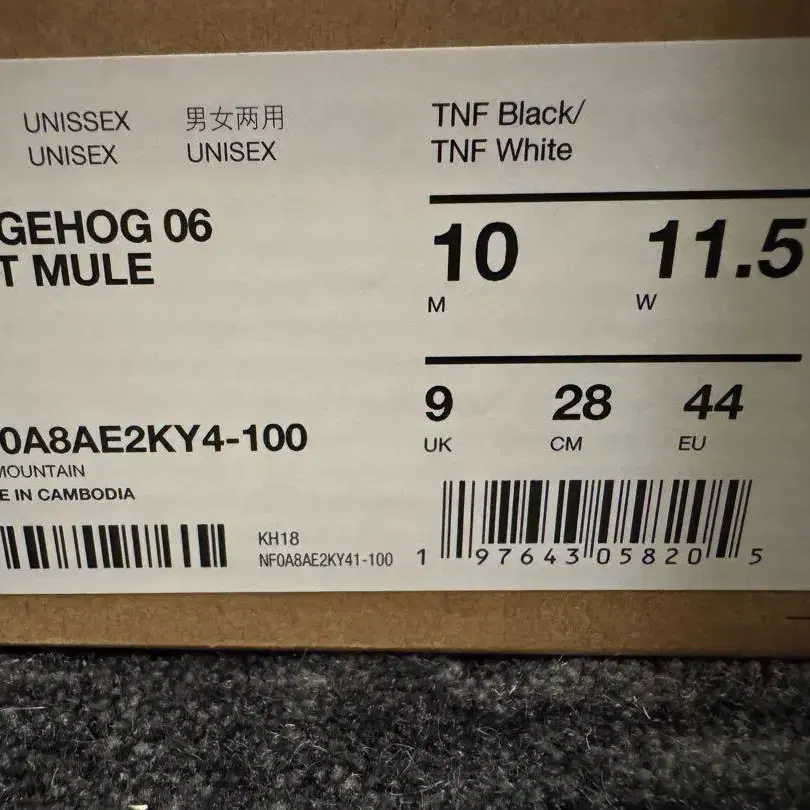 UNISSEX 男女两用
UNISEX UNISEX
TNF Black/
TNF White
GEHOG 06
T MULE
10 11.5
M W
9 28 44
UK CM EU
0A8AE2KY4-100
MOUNTAIN
E IN CAMBODIA
KH18
NF0A8AE2KY41-100
1 97643 05820 5